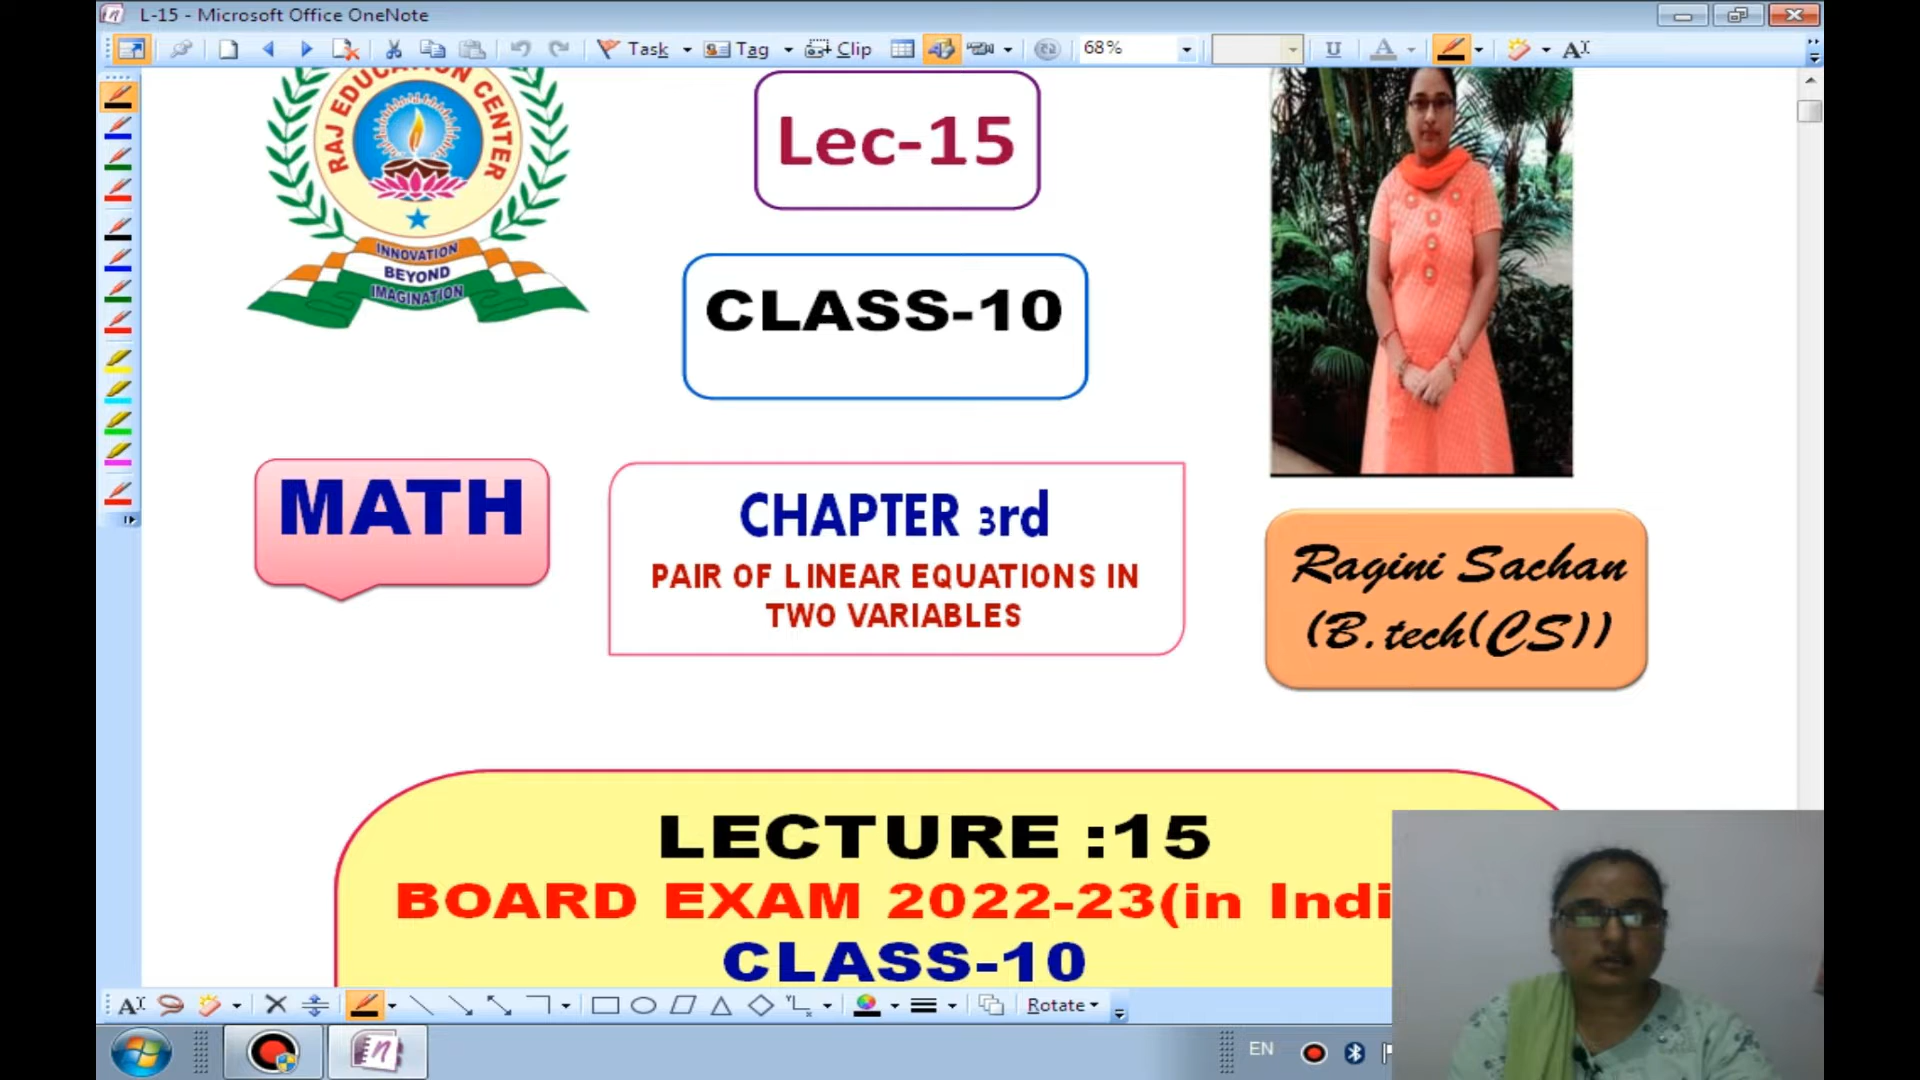 L-15 - Microsoft Office OneNote
Task
Tag
Clip
68%
U
A
RAJ EDUCATION CENTER
INNOVATION
BEYOND
IMAGINATION
Lec-15
CLASS-10
MATH
CHAPTER 3rd
PAIR OF LINEAR EQUATIONS IN
TWO VARIABLES
Ragini Sachan
(B.tech(CS))
LECTURE :15
BOARD EXAM 2022-23(in Indi
CLASS-10
Rotate
EN